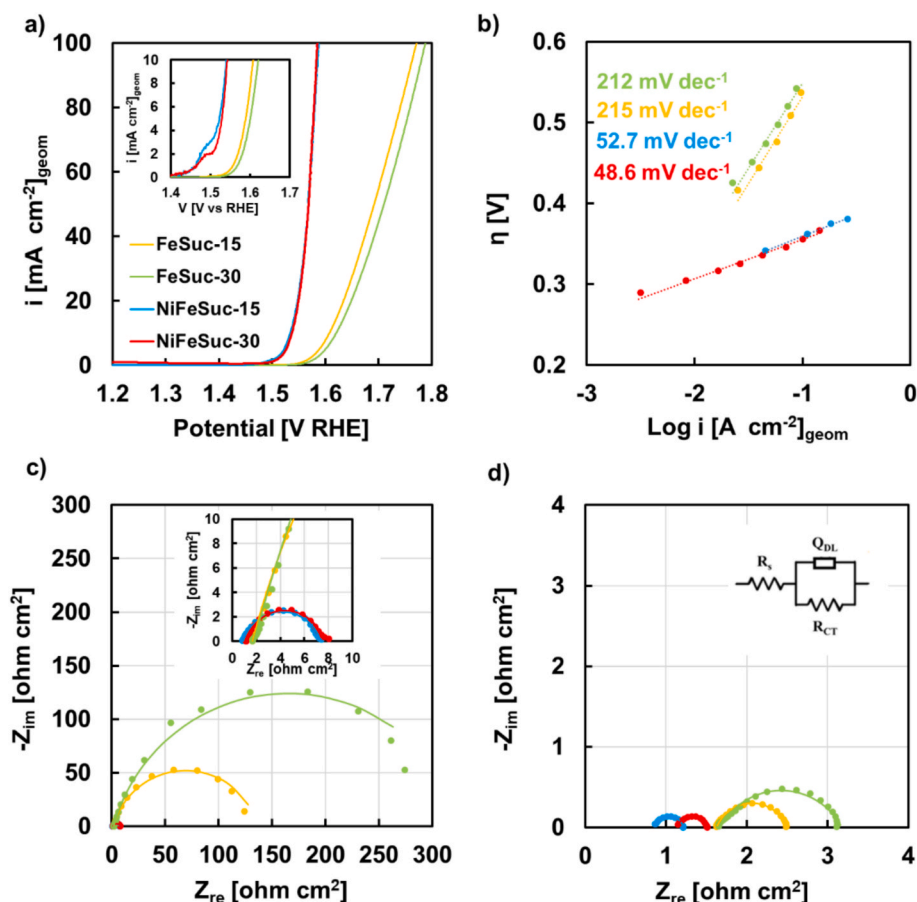 a)
100
80
60
40
20
0
i [mA cm-2]geom
1.2 1.3 1.4 1.5 1.6 1.7 1.8
Potential [V RHE]
10
8
6
4
2
0
i [mA cm-2]geom
1.4 1.5 1.6 1.7
V [V vs RHE]
FeSuc-15
FeSuc-30
NiFeSuc-15
NiFeSuc-30
b)
0.6
0.5
0.4
0.3
0.2
η [V]
212 mV dec-1
215 mV dec-1
52.7 mV dec-1
48.6 mV dec-1
-3 -2 -1 0
Log i [A cm-2]geom
c)
300
250
200
150
100
50
0
-Zim [ohm cm2]
0 50 100 150 200 250 300
Zre [ohm cm2]
10
8
6
4
2
0
-Zim [ohm cm2]
0 2 4 6 8 10
Zre [ohm cm2]
d)
4
3
2
1
0
-Zim [ohm cm2]
QDL
Rs
RCT
0 1 2 3 4
Zre [ohm cm2]